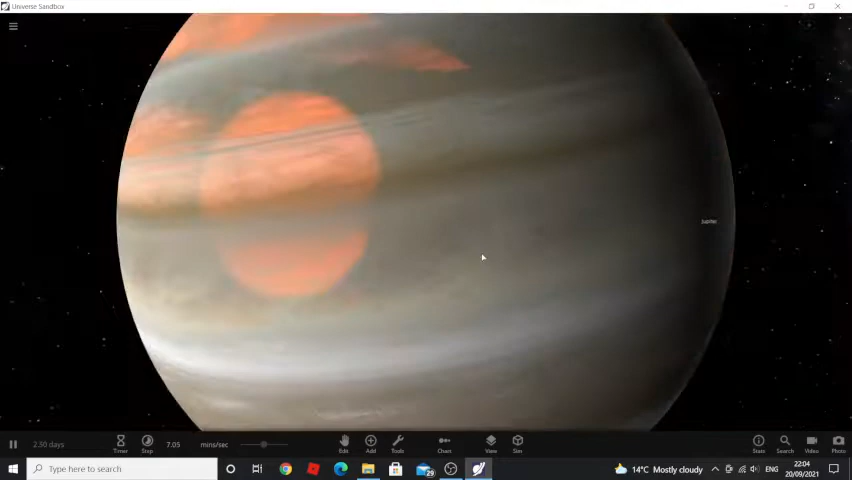 Universe Sandbox
Jupiter
2.30 days
Timer
Step
7.05
mins/sec
Edit
Add
Tools
Chart
View
Sim
Stats
Search
Video
Photo
Type here to search
29
14°C Mostly cloudy
ENG
22:04
20/09/2021